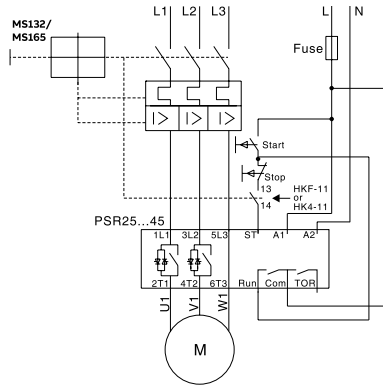 L1 L2 L3 L N
MS132/
MS165
Fuse
I> I> I>
Start
Stop
13 HKF-11
or
14 HK4-11
PSR25...45
1L1 3L2 5L3 ST A1 A2
2T1 4T2 6T3 Run Com TOR
U1 V1 W1
M